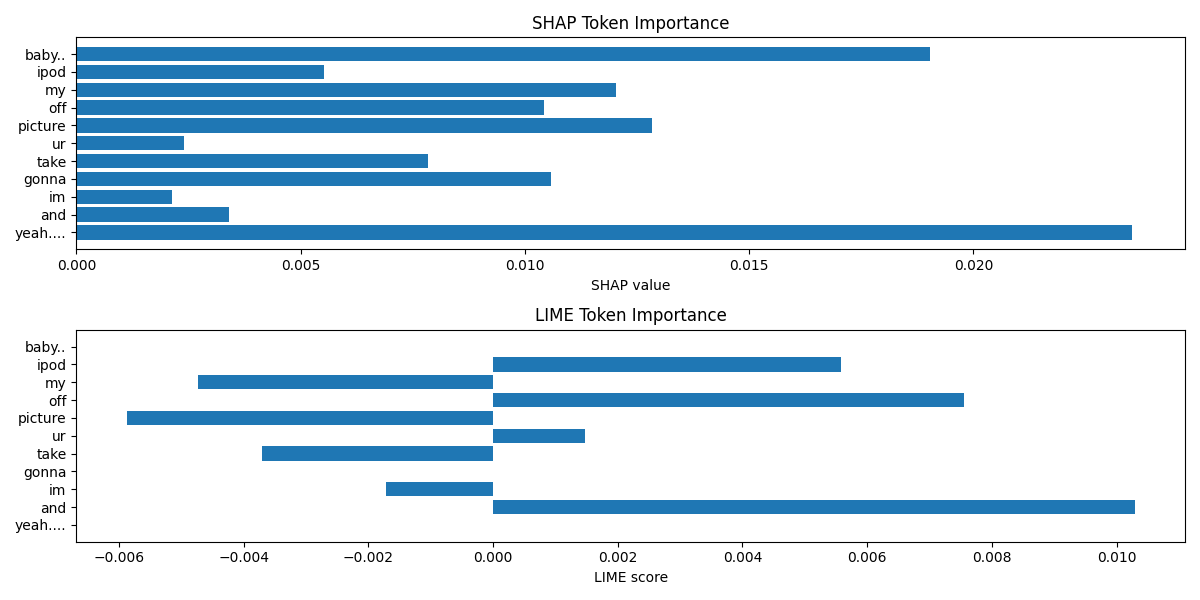 SHAP Token Importance
baby..
ipod
my
off
picture
ur
take
gonna
im
and
yeah....
0.000 0.005 0.010 0.015 0.020
SHAP value
LIME Token Importance
baby..
ipod
my
off
picture
ur
take
gonna
im
and
yeah....
−0.006 −0.004 −0.002 0.000 0.002 0.004 0.006 0.008 0.010
LIME score